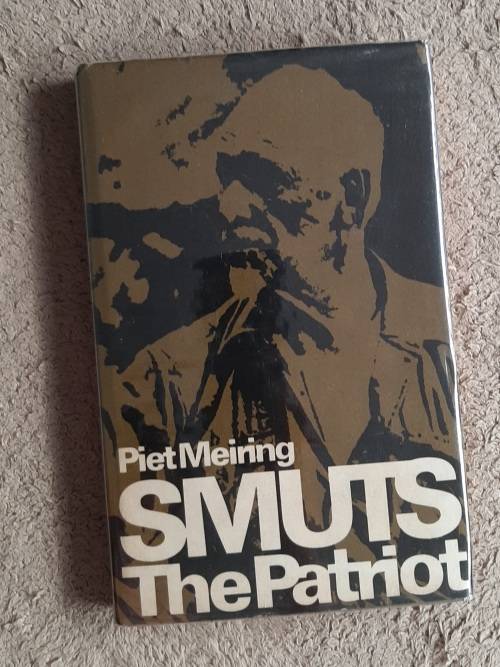 Piet Meiring
SMUTS
The Patriot